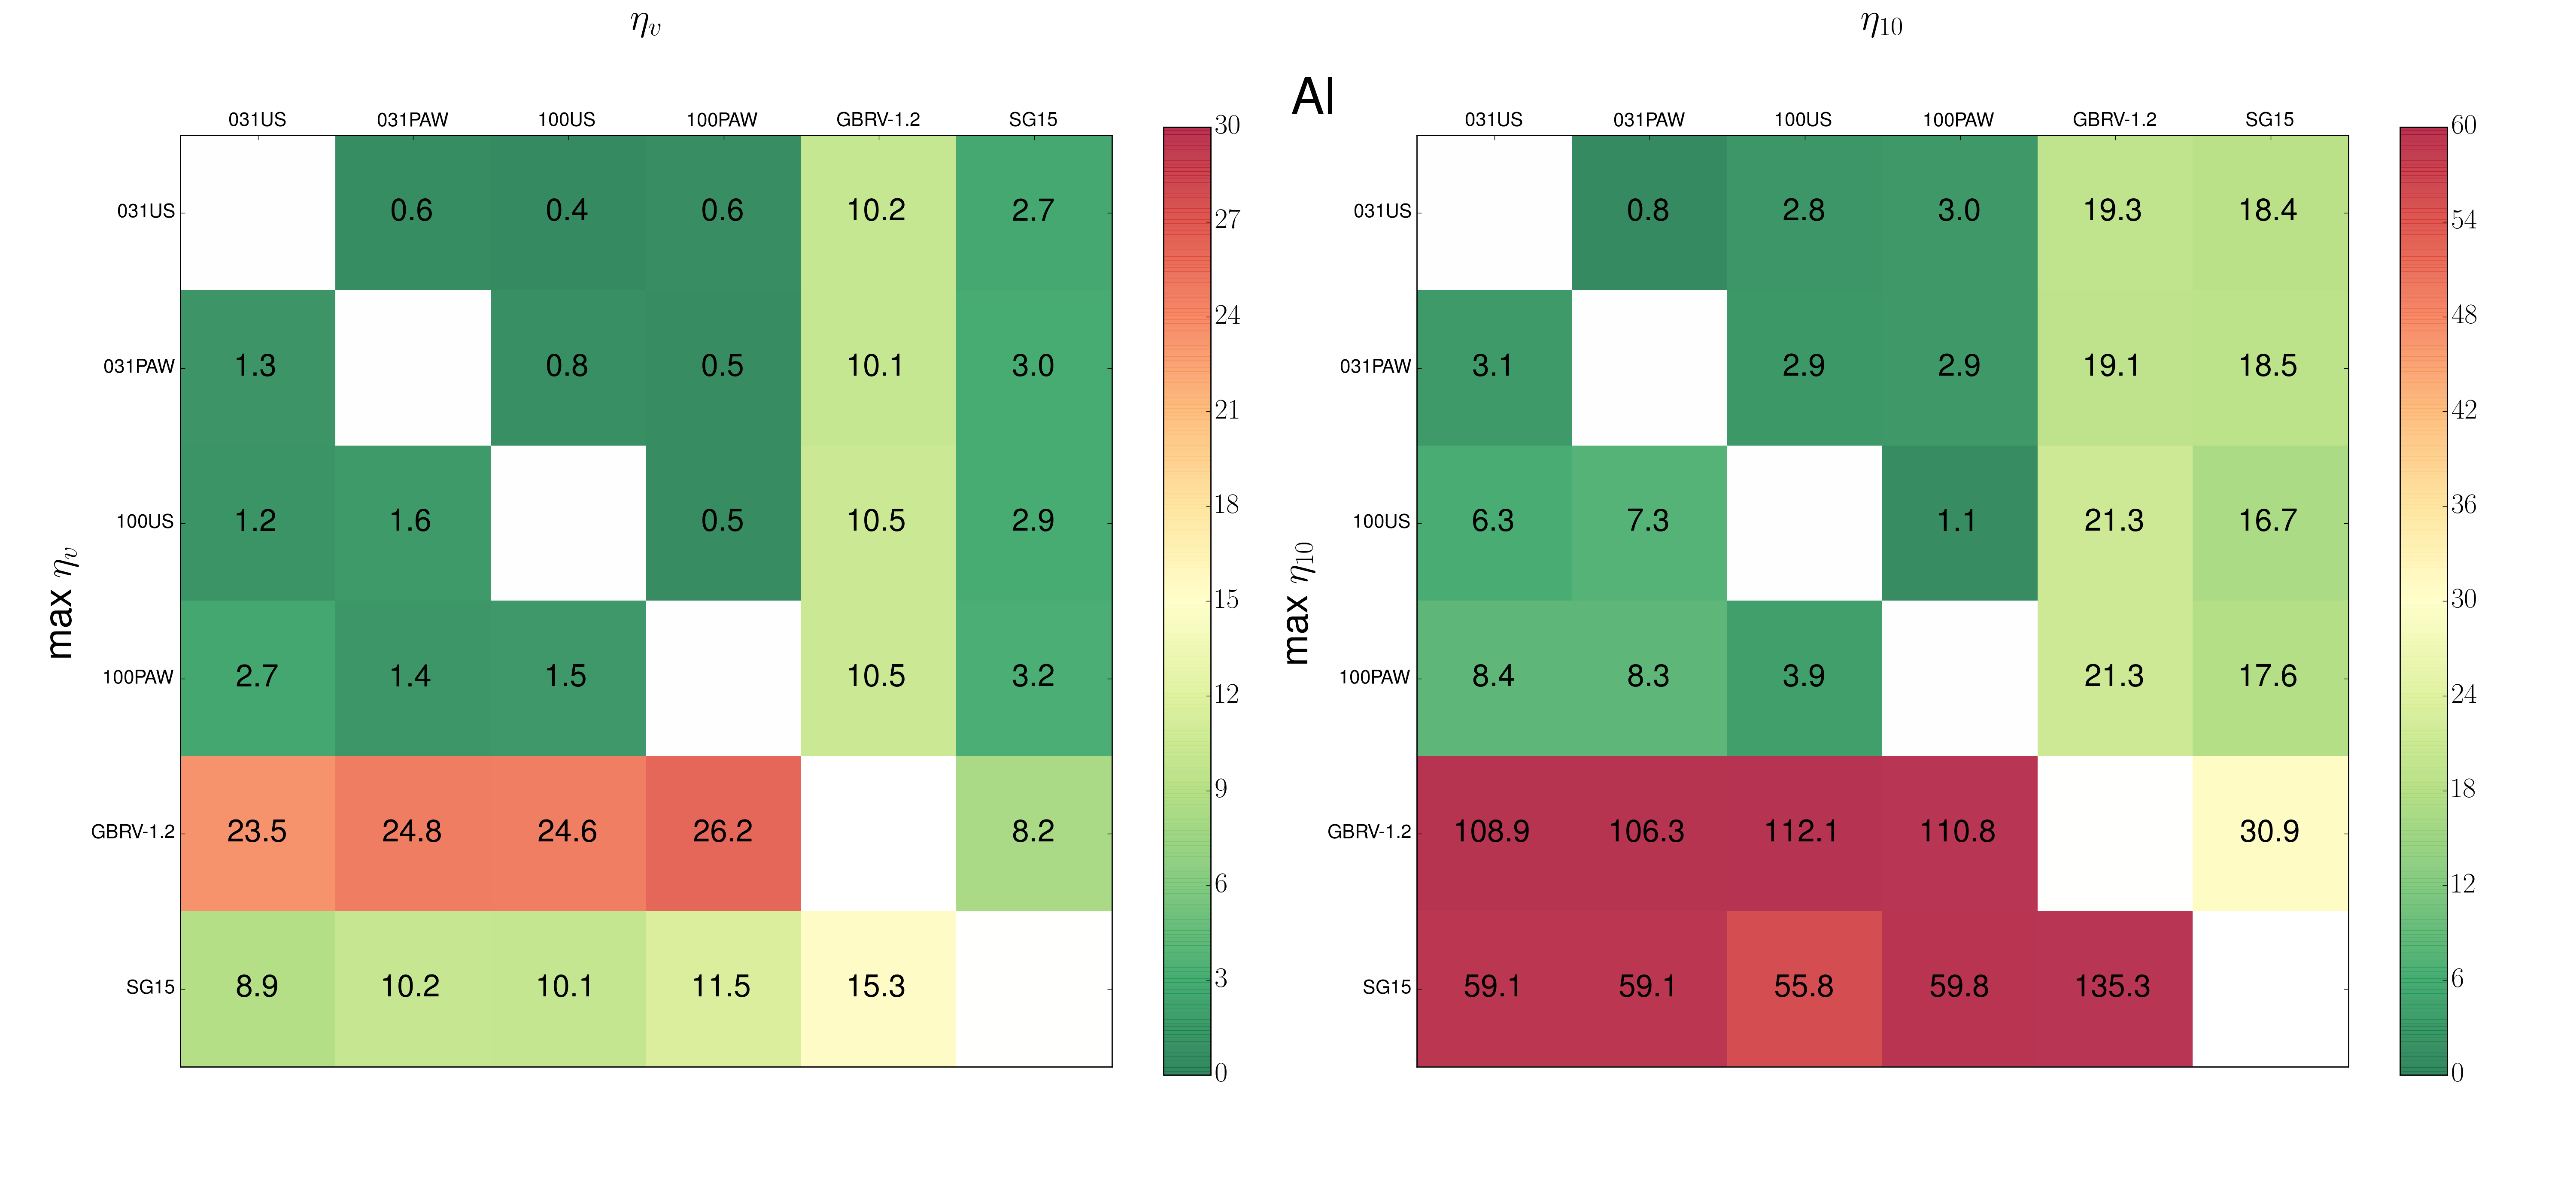 η_v
η_10
Al
031US 031PAW 100US 100PAW GBRV-1.2 SG15
031US 0.6 0.4 0.6 10.2 2.7
031PAW 1.3 0.8 0.5 10.1 3.0
100US 1.2 1.6 0.5 10.5 2.9
100PAW 2.7 1.4 1.5 10.5 3.2
GBRV-1.2 23.5 24.8 24.6 26.2 8.2
SG15 8.9 10.2 10.1 11.5 15.3
max η_v
30
27
24
21
18
15
12
9
6
3
0
031US 031PAW 100US 100PAW GBRV-1.2 SG15
031US 0.8 2.8 3.0 19.3 18.4
031PAW 3.1 2.9 2.9 19.1 18.5
100US 6.3 7.3 1.1 21.3 16.7
100PAW 8.4 8.3 3.9 21.3 17.6
GBRV-1.2 108.9 106.3 112.1 110.8 30.9
SG15 59.1 59.1 55.8 59.8 135.3
max η_10
60
54
48
42
36
30
24
18
12
6
0